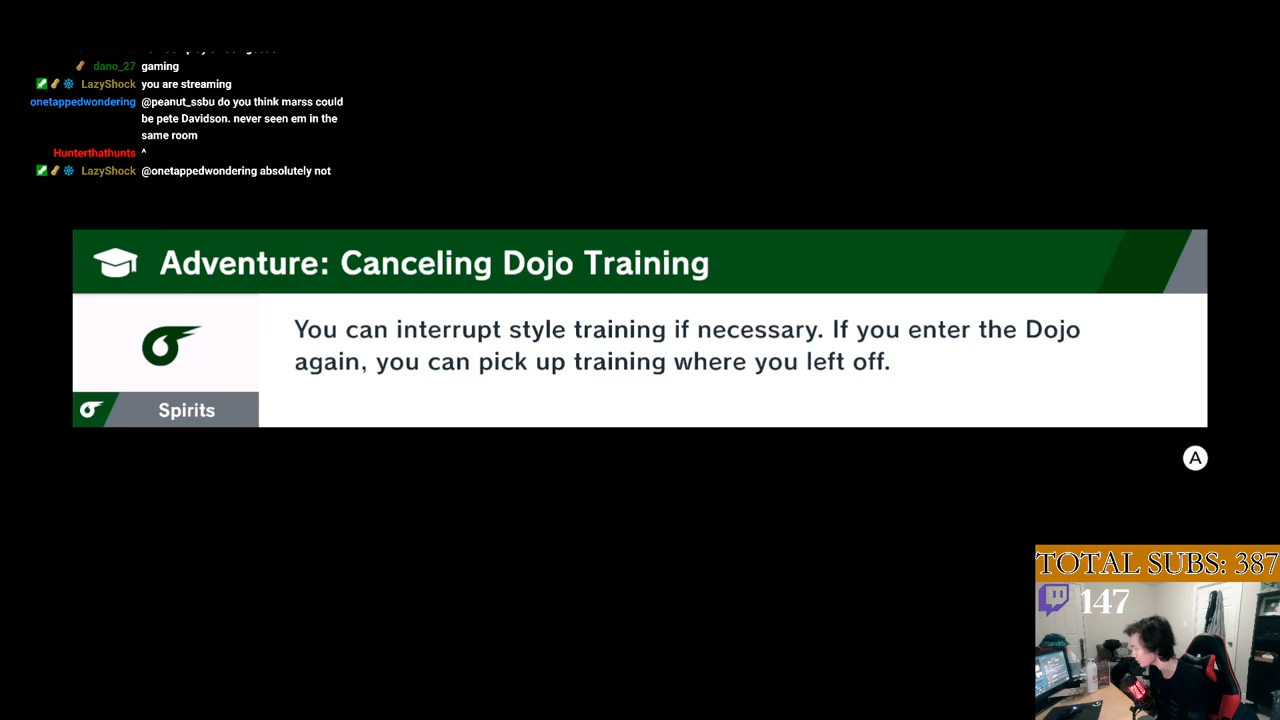 dano_27 gaming
LazyShock you are streaming
onetappedwondering @peanut_ssbu do you think marss could
be pete Davidson. never seen em in the
same room
Hunterthathunts ^
LazyShock @onetappedwondering absolutely not
Adventure: Canceling Dojo Training
You can interrupt style training if necessary. If you enter the Dojo
again, you can pick up training where you left off.
Spirits
A
TOTAL SUBS: 387
147